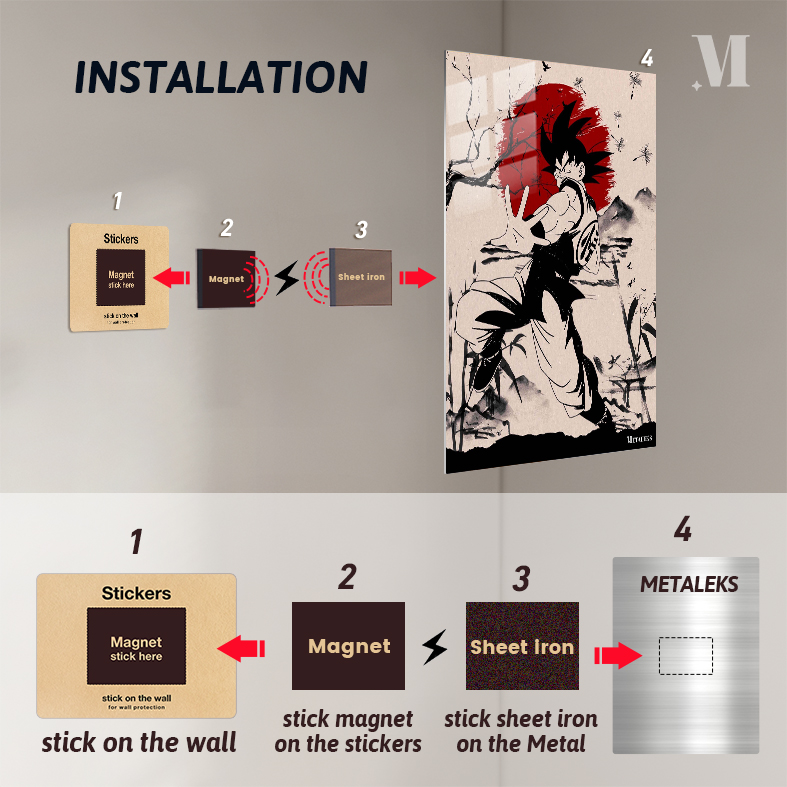 INSTALLATION
M
4
1
2
3
Stickers
Magnet
stick here
stick on the wall
for wall protection
Magnet
Sheet iron
METALEKS
1
2
3
4
Stickers
Magnet
stick here
stick on the wall
for wall protection
Magnet
Sheet Iron
METALEKS
stick on the wall
stick magnet
on the stickers
stick sheet iron
on the Metal